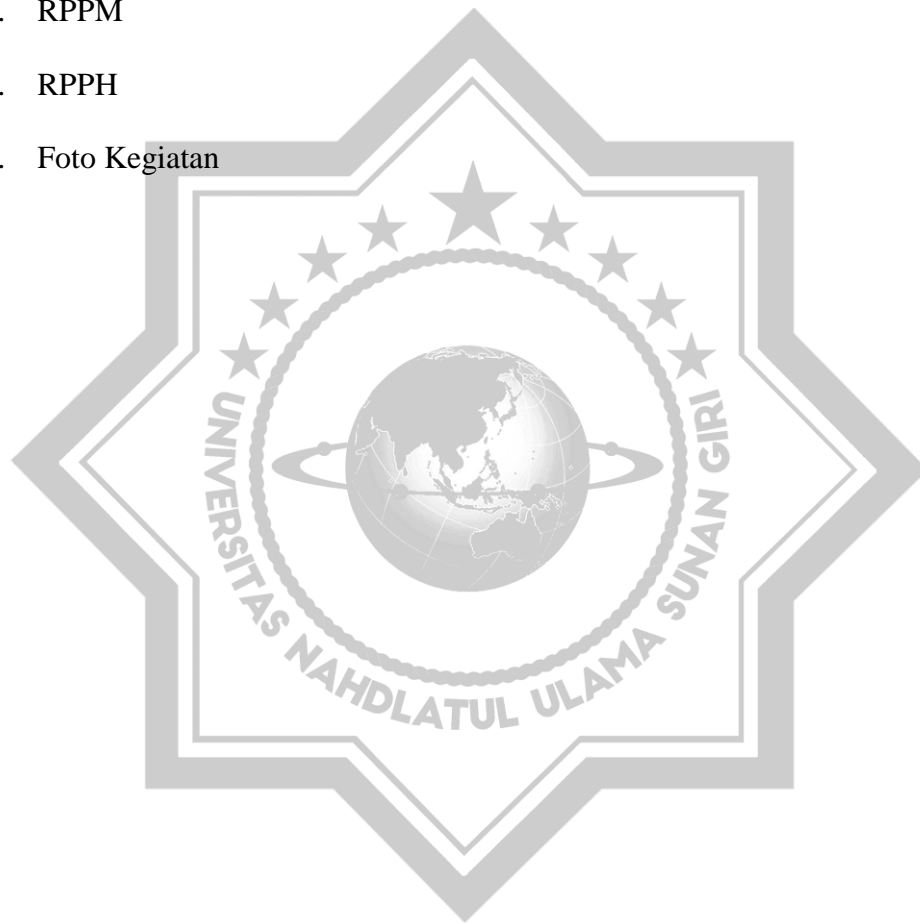 . RPPM
. RPPH
. Foto Kegiatan
UNIVERSITAS NAHDLATUL ULAMA SUNAN GIRI